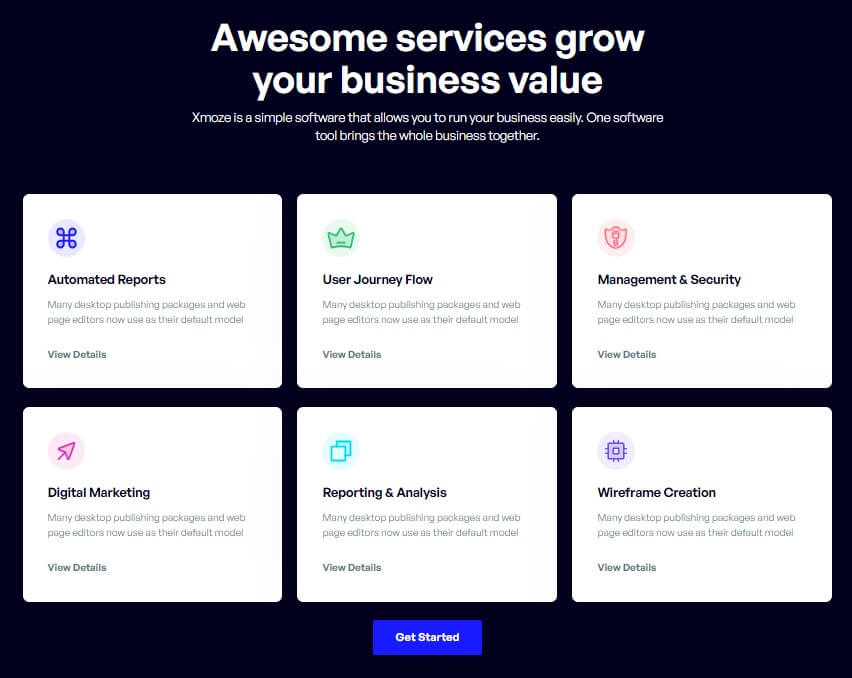 Awesome services grow
your business value
Xmoze is a simple software that allows you to run your business easily. One software
tool brings the whole business together.
Automated Reports
Many desktop publishing packages and web
page editors now use as their default model
View Details
User Journey Flow
Many desktop publishing packages and web
page editors now use as their default model
View Details
Management & Security
Many desktop publishing packages and web
page editors now use as their default model
View Details
Digital Marketing
Many desktop publishing packages and web
page editors now use as their default model
View Details
Reporting & Analysis
Many desktop publishing packages and web
page editors now use as their default model
View Details
Wireframe Creation
Many desktop publishing packages and web
page editors now use as their default model
View Details
Get Started